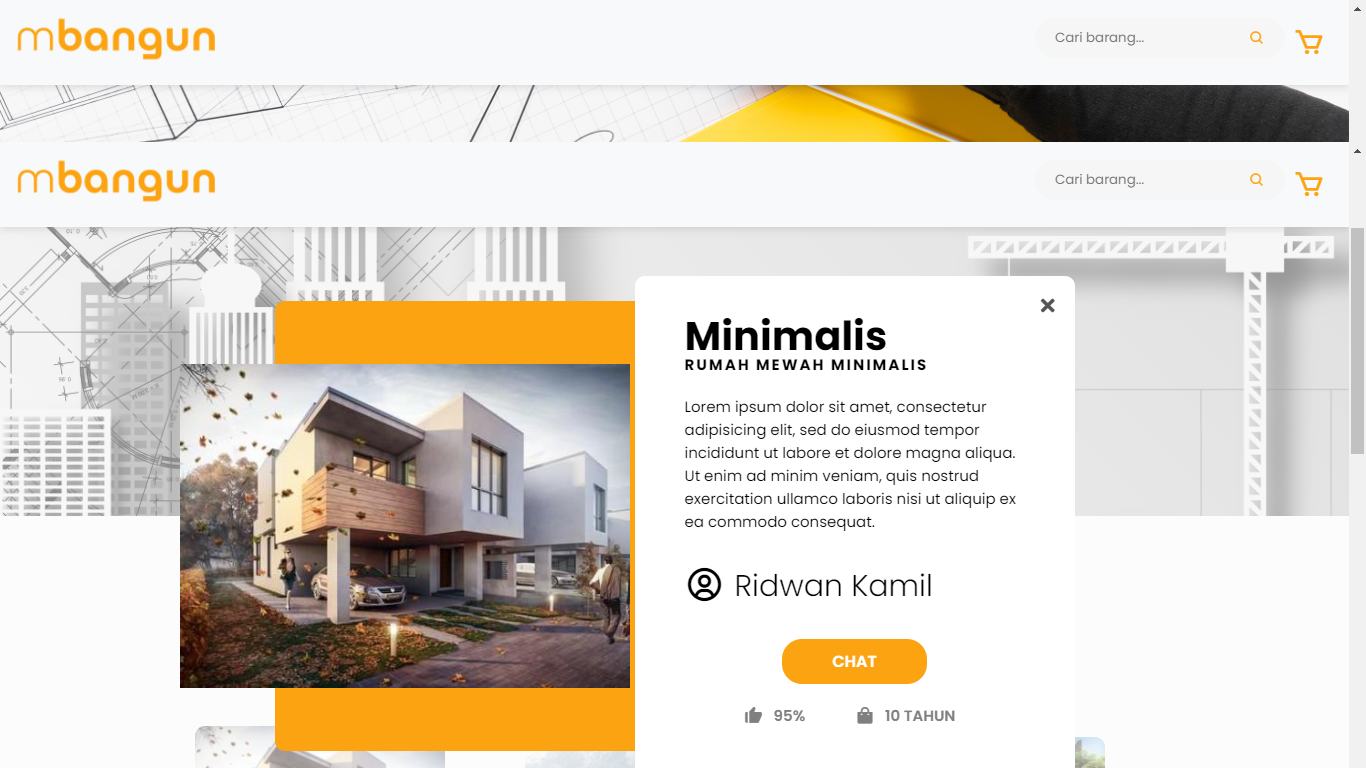 mbangun
Cari barang...
mbangun
Cari barang...
Minimalis
RUMAH MEWAH MINIMALIS
Lorem ipsum dolor sit amet, consectetur
adipisicing elit, sed do eiusmod tempor
incididunt ut labore et dolore magna aliqua.
Ut enim ad minim veniam, quis nostrud
exercitation ullamco laboris nisi ut aliquip ex
ea commodo consequat.
Ridwan Kamil
CHAT
95%
10 TAHUN